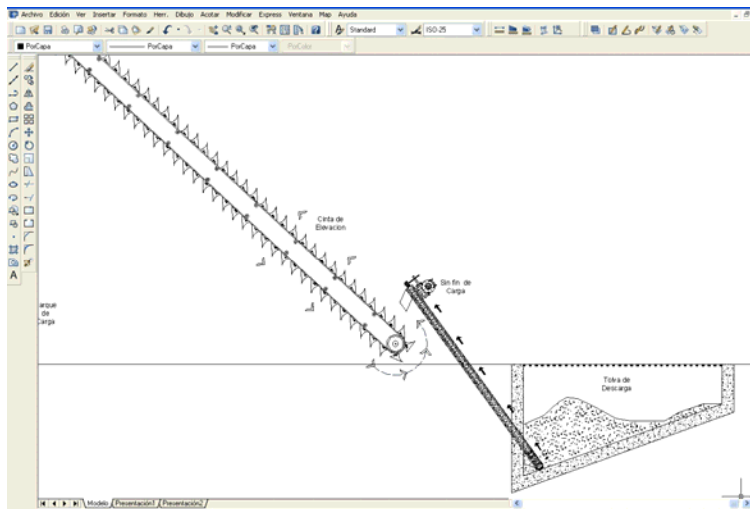 Archivo Edición Ver Insertar Formato Herr. Dibujo Acotar Modificar Express Ventana Map Ayuda
Standard ISO-25
PorCapa PorCapa PorCapa PorColor
Cinta de
Elevacion
Sin fin de
Carga
arque
de
Carga
Tolva de
Descarga
A
Modelo Presentación1 Presentación2